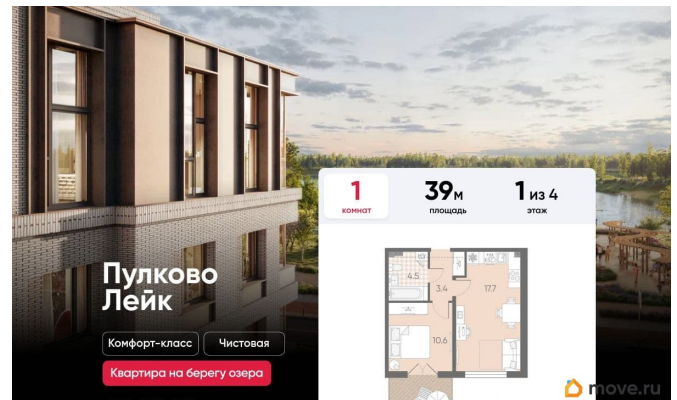 1
комнат
39м
площадь
1 из 4
этаж
4.5
3.4
17.7
10.6
Пулково
Лейк
Комфорт-класс
Чистовая
Квартира на берегу озера
move.ru